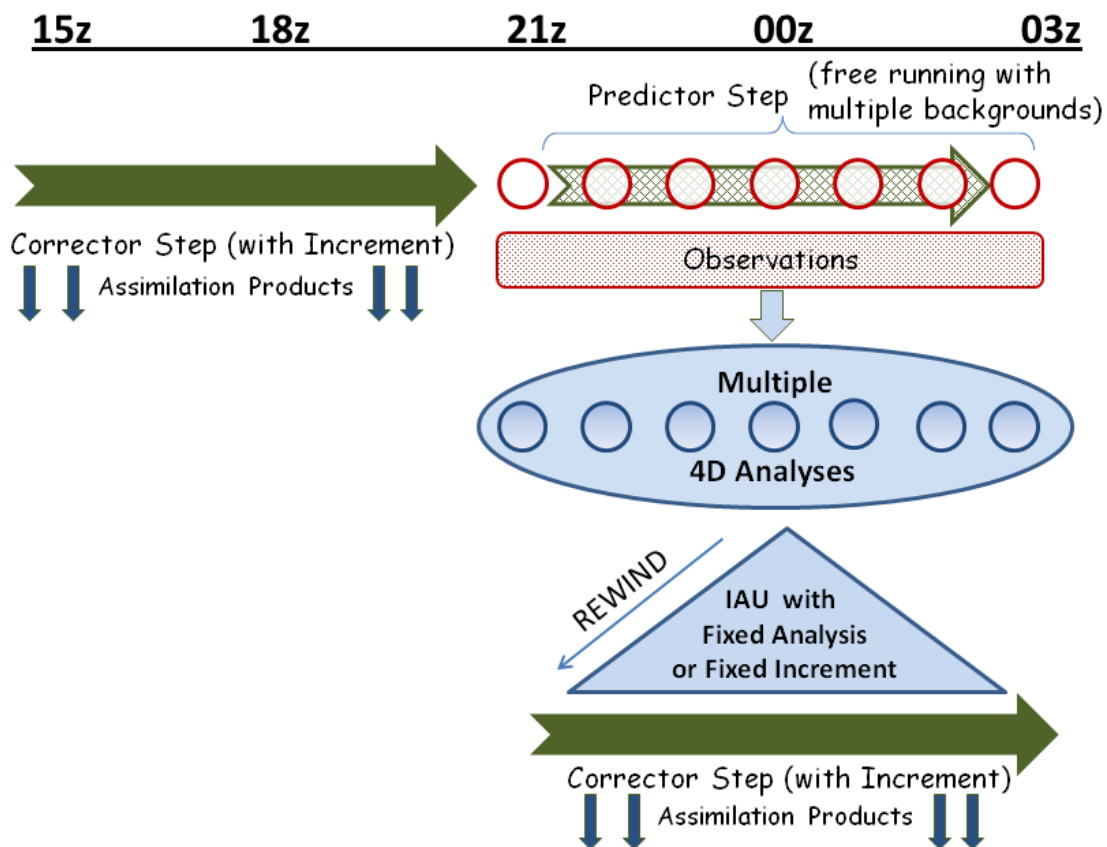 15z 18z 21z 00z 03z
Predictor Step
(free running with
multiple backgrounds)
Corrector Step (with Increment)
Assimilation Products
Observations
Multiple
4D Analyses
REWIND
IAU with
Fixed Analysis
or Fixed Increment
Corrector Step (with Increment)
Assimilation Products